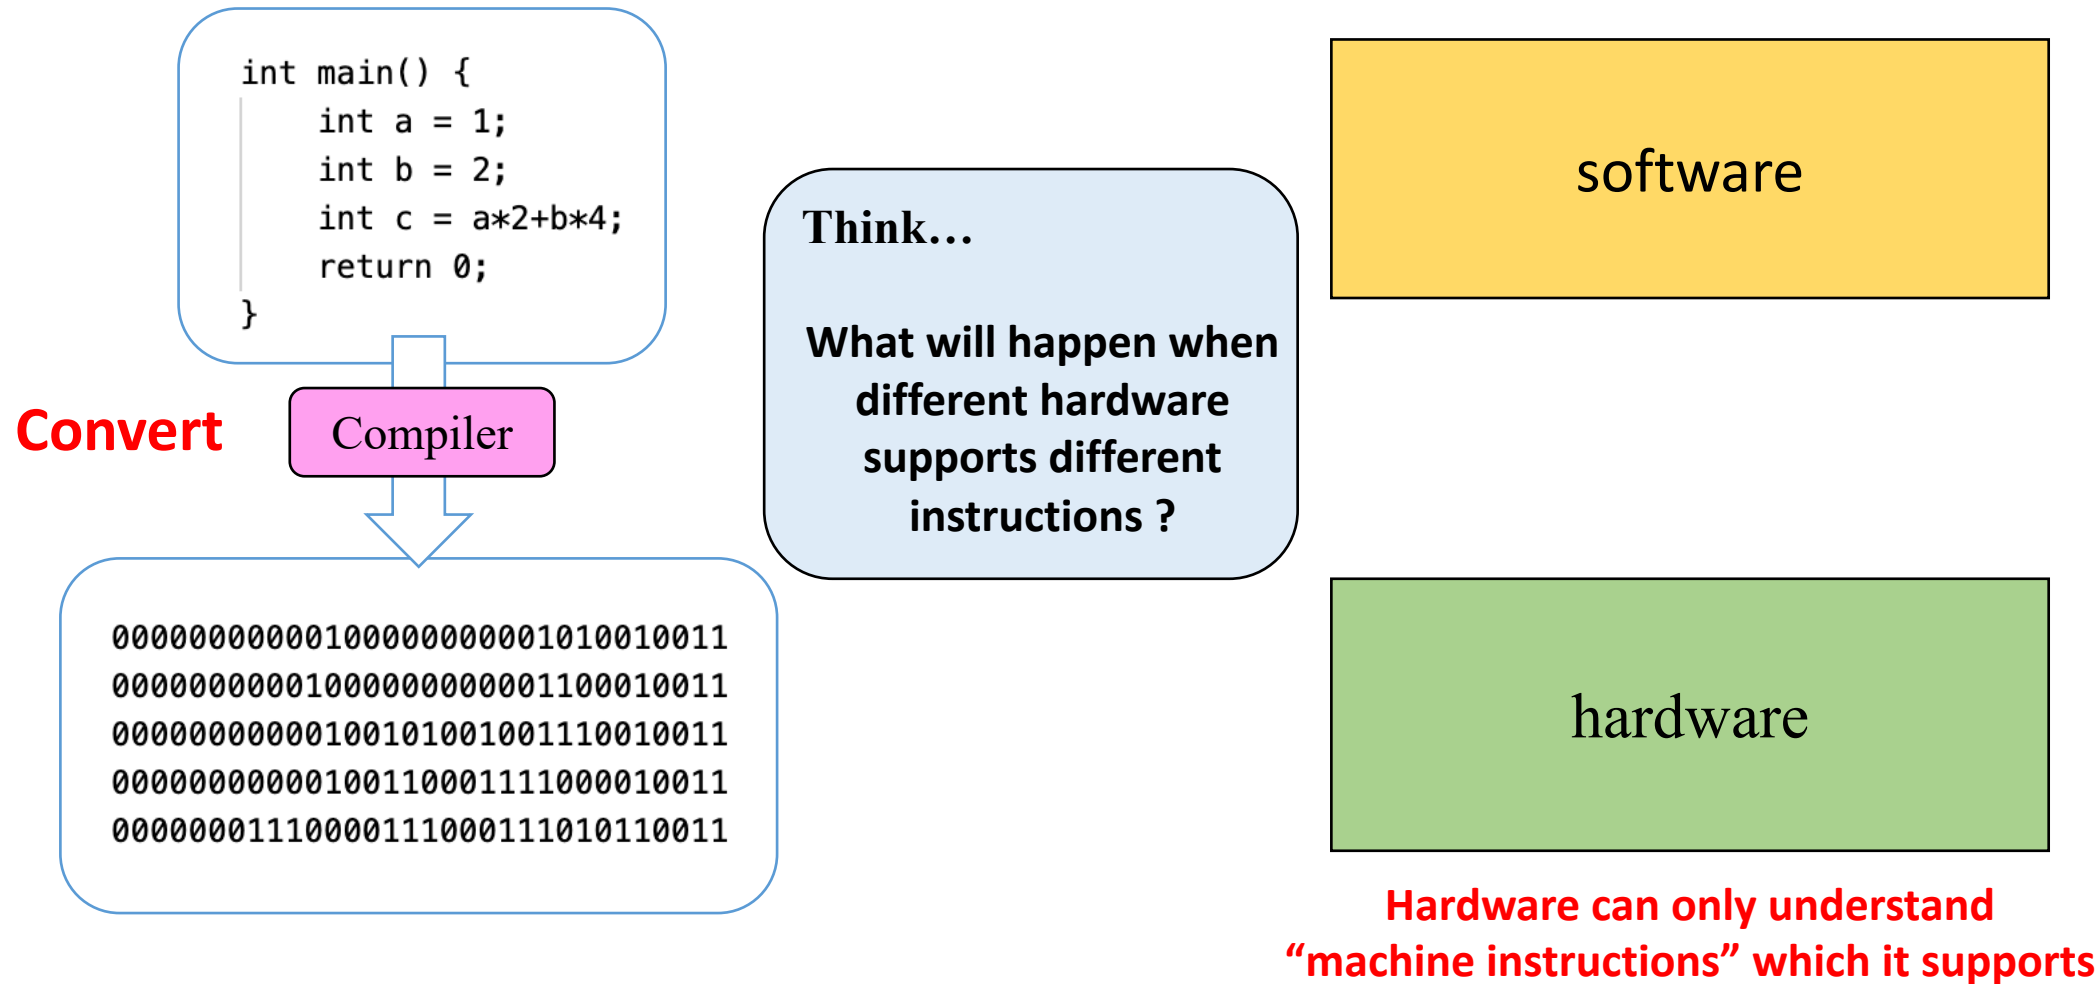 int main() {
int a = 1;
int b = 2;
int c = a*2+b*4;
return 0;
}
Convert
Compiler
00000000000100000000001010010011
00000000001000000000001100010011
00000000000100101001001110010011
00000000000100110001111000010011
00000001110000111000111010110011
Think…
What will happen when
different hardware
supports different
instructions ?
software
hardware
Hardware can only understand
“machine instructions” which it supports